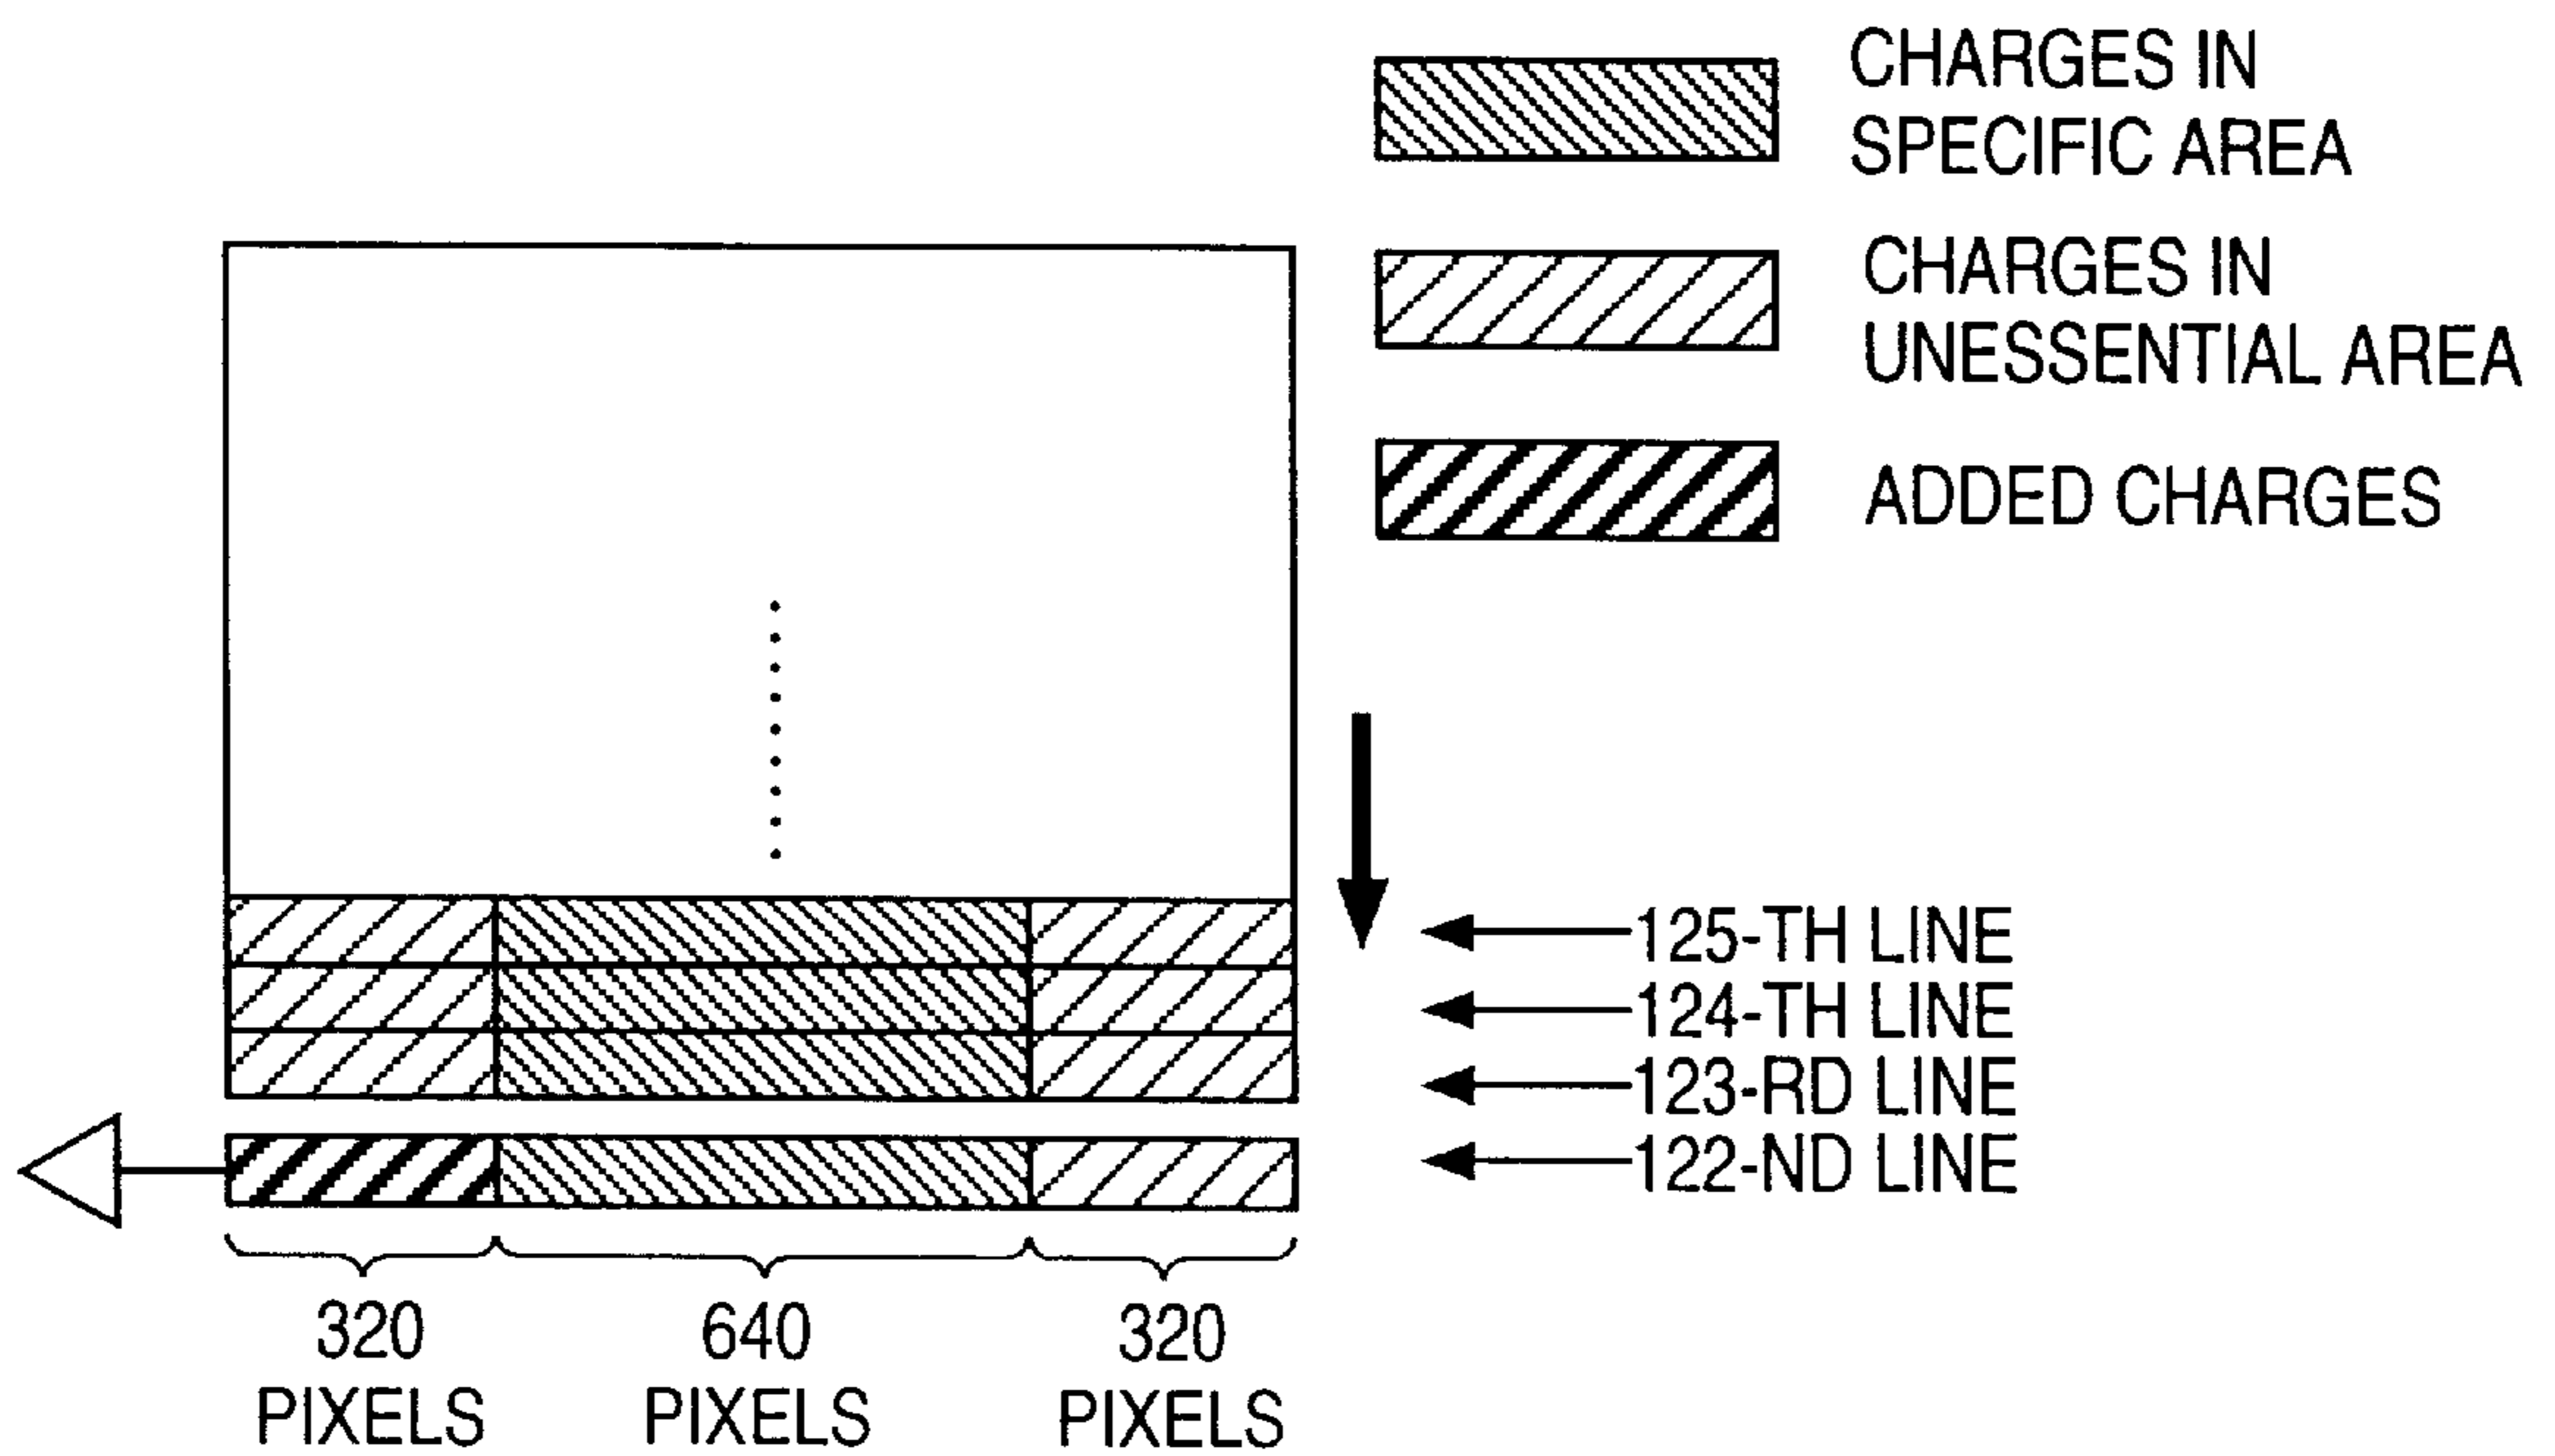 CHARGES IN
SPECIFIC AREA
CHARGES IN
UNESSENTIAL AREA
ADDED CHARGES
125-TH LINE
124-TH LINE
123-RD LINE
122-ND LINE
320
PIXELS
640
PIXELS
320
PIXELS